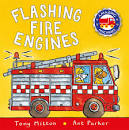 FLASHING
FIRE ENGINES
Tony Mitton
Ant Parker